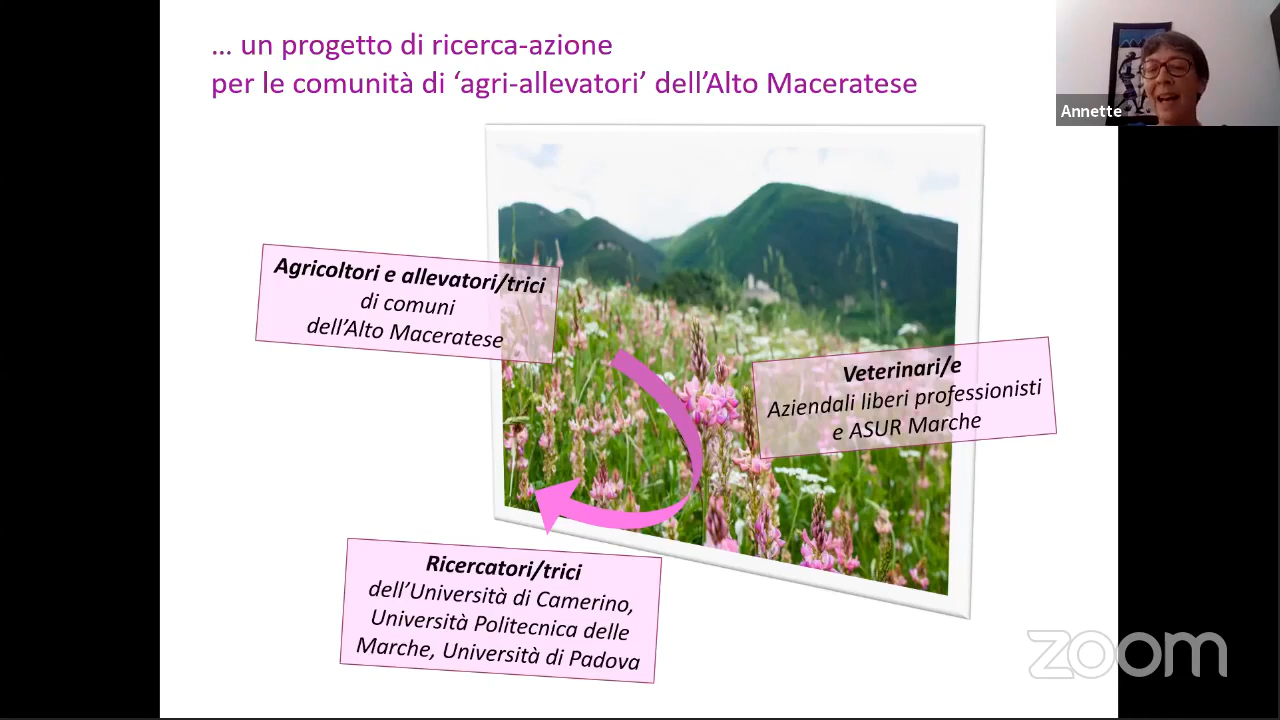 … un progetto di ricerca-azione
per le comunità di ‘agri-allevatori’ dell’Alto Maceratese
Annette
Agricoltori e allevatori/trici
di comuni
dell’Alto Maceratese
Veterinari/e
Aziendali liberi professionisti
e ASUR Marche
Ricercatori/trici
dell’Università di Camerino,
Università Politecnica delle
Marche, Università di Padova
zoom